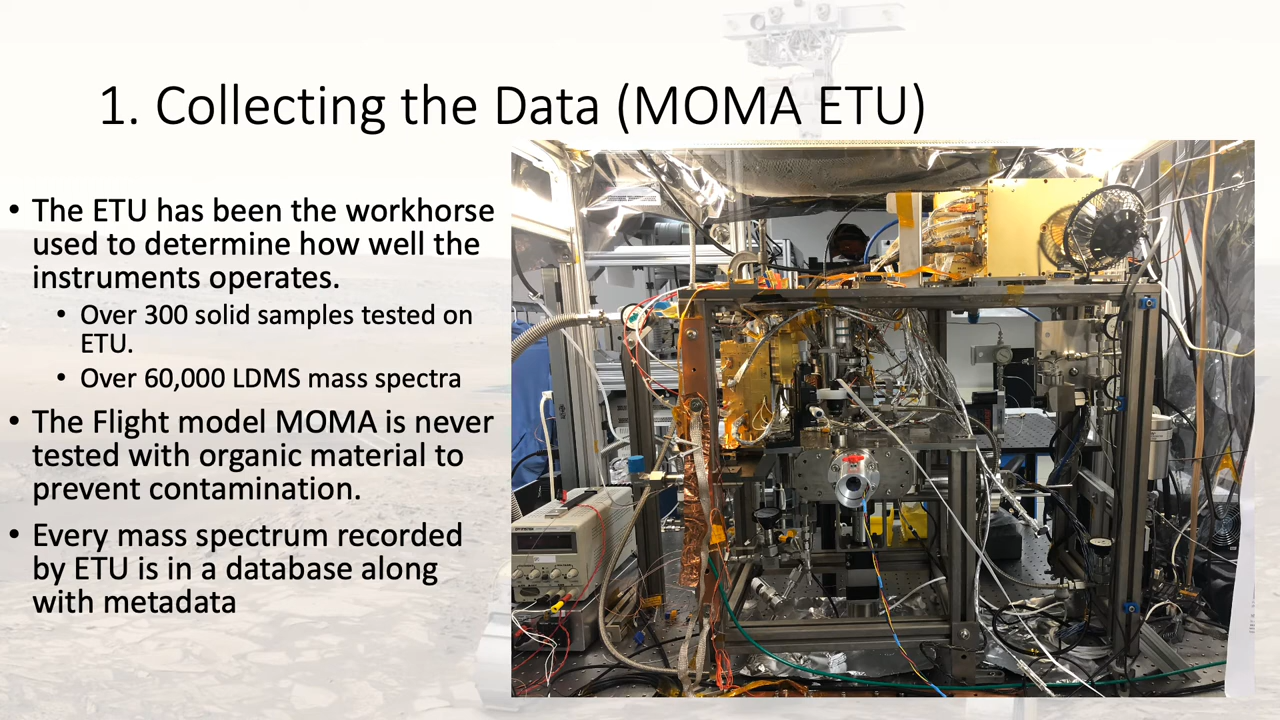 1. Collecting the Data (MOMA ETU)
• The ETU has been the workhorse
used to determine how well the
instruments operates.
• Over 300 solid samples tested on
ETU.
• Over 60,000 LDMS mass spectra
• The Flight model MOMA is never
tested with organic material to
prevent contamination.
• Every mass spectrum recorded
by ETU is in a database along
with metadata